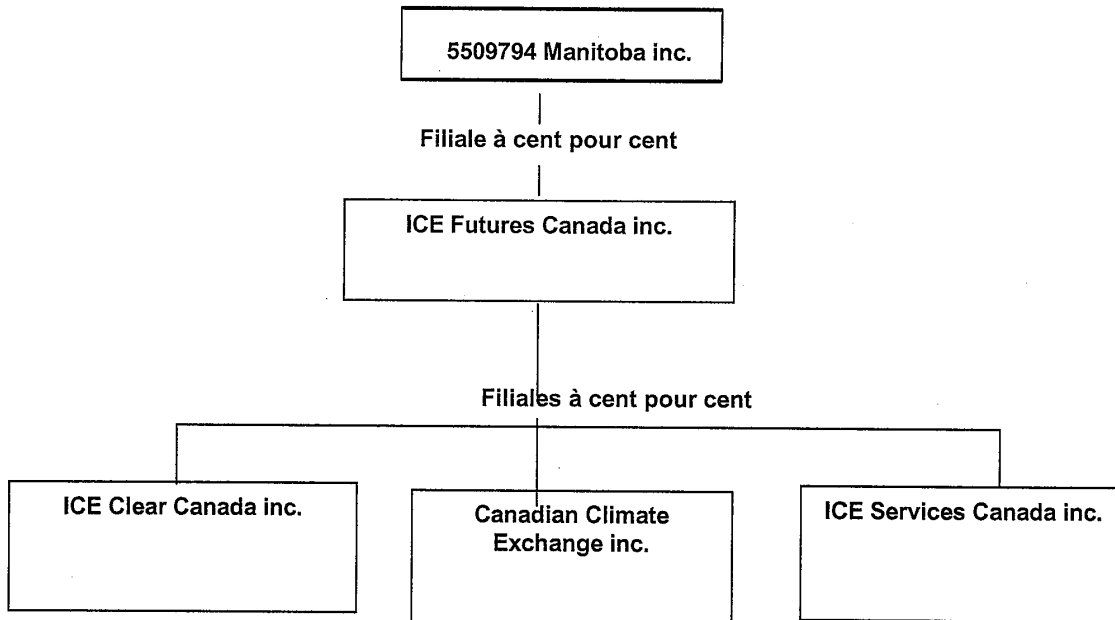 5509794 Manitoba inc.
Filiale à cent pour cent
ICE Futures Canada inc.
Filiales à cent pour cent
ICE Clear Canada inc.
Canadian Climate
Exchange inc.
ICE Services Canada inc.